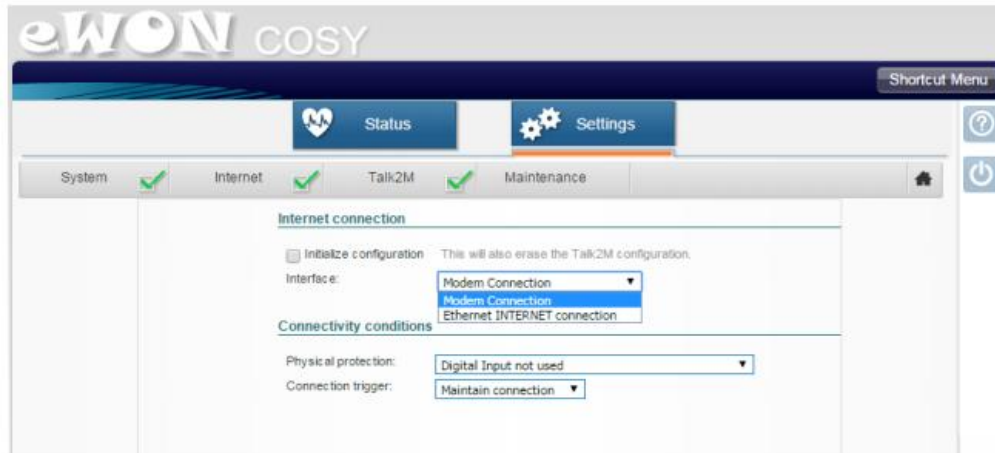 eWON COSY
Shortcut Menu
Status Settings
System Internet Talk2M Maintenance
Internet connection
Initialize configuration This will also erase the Talk2M configuration.
Interface: Modem Connection
Modem Connection
Ethernet INTERNET connection
Connectivity conditions
Physical protection: Digital Input not used
Connection trigger: Maintain connection